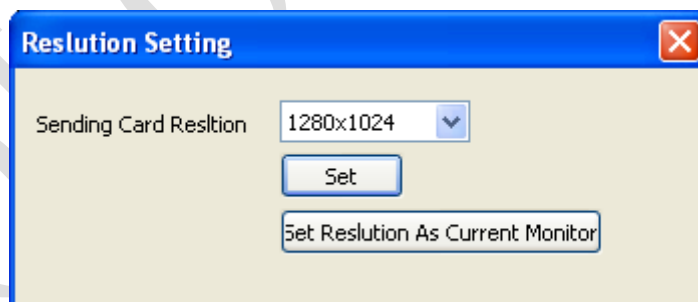 Reslution Setting
Sending Card Resltion 1280x1024
Set
Set Reslution As Current Monitor